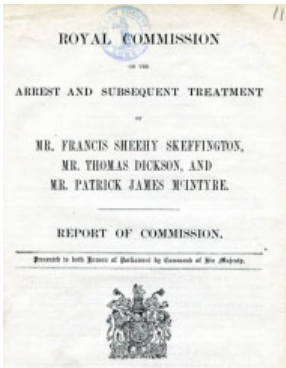 11
ROYAL COMMISSION
ON THE
ARREST AND SUBSEQUENT TREATMENT
OF
MR. FRANCIS SHEEHY SKEFFINGTON,
MR. THOMAS DICKSON, AND
MR. PATRICK JAMES McINTYRE.
REPORT OF COMMISSION.
Presented to both Houses of Parliament by Command of His Majesty.